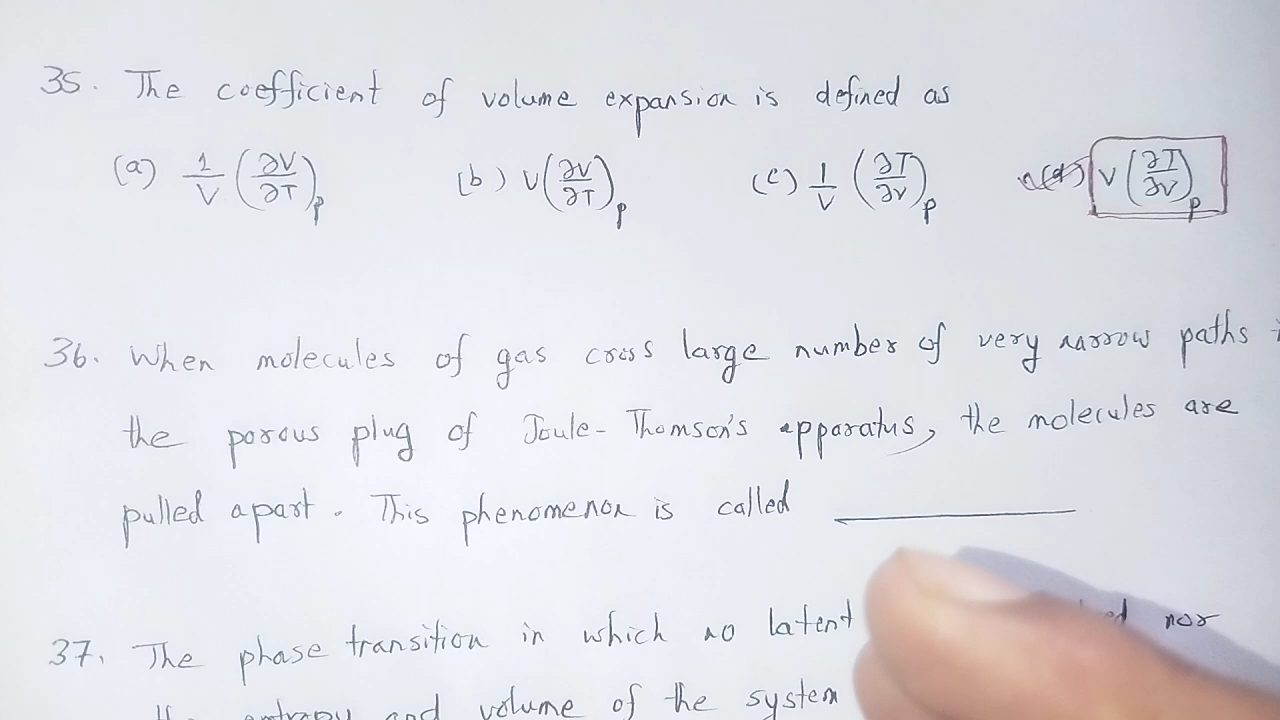 35. The coefficient of volume expansion is defined as
(a) 1/V (∂V/∂T)p (b) V(∂V/∂T)p (c) 1/V (∂T/∂V)p (d) V(∂T/∂V)p
36. When molecules of gas cross large number of very narrow paths
the porous plug of Joule-Thomson's apparatus, the molecules are
pulled apart. This phenomenon is called ________
37. The phase transition in which no latent nor
entropy and volume of the system